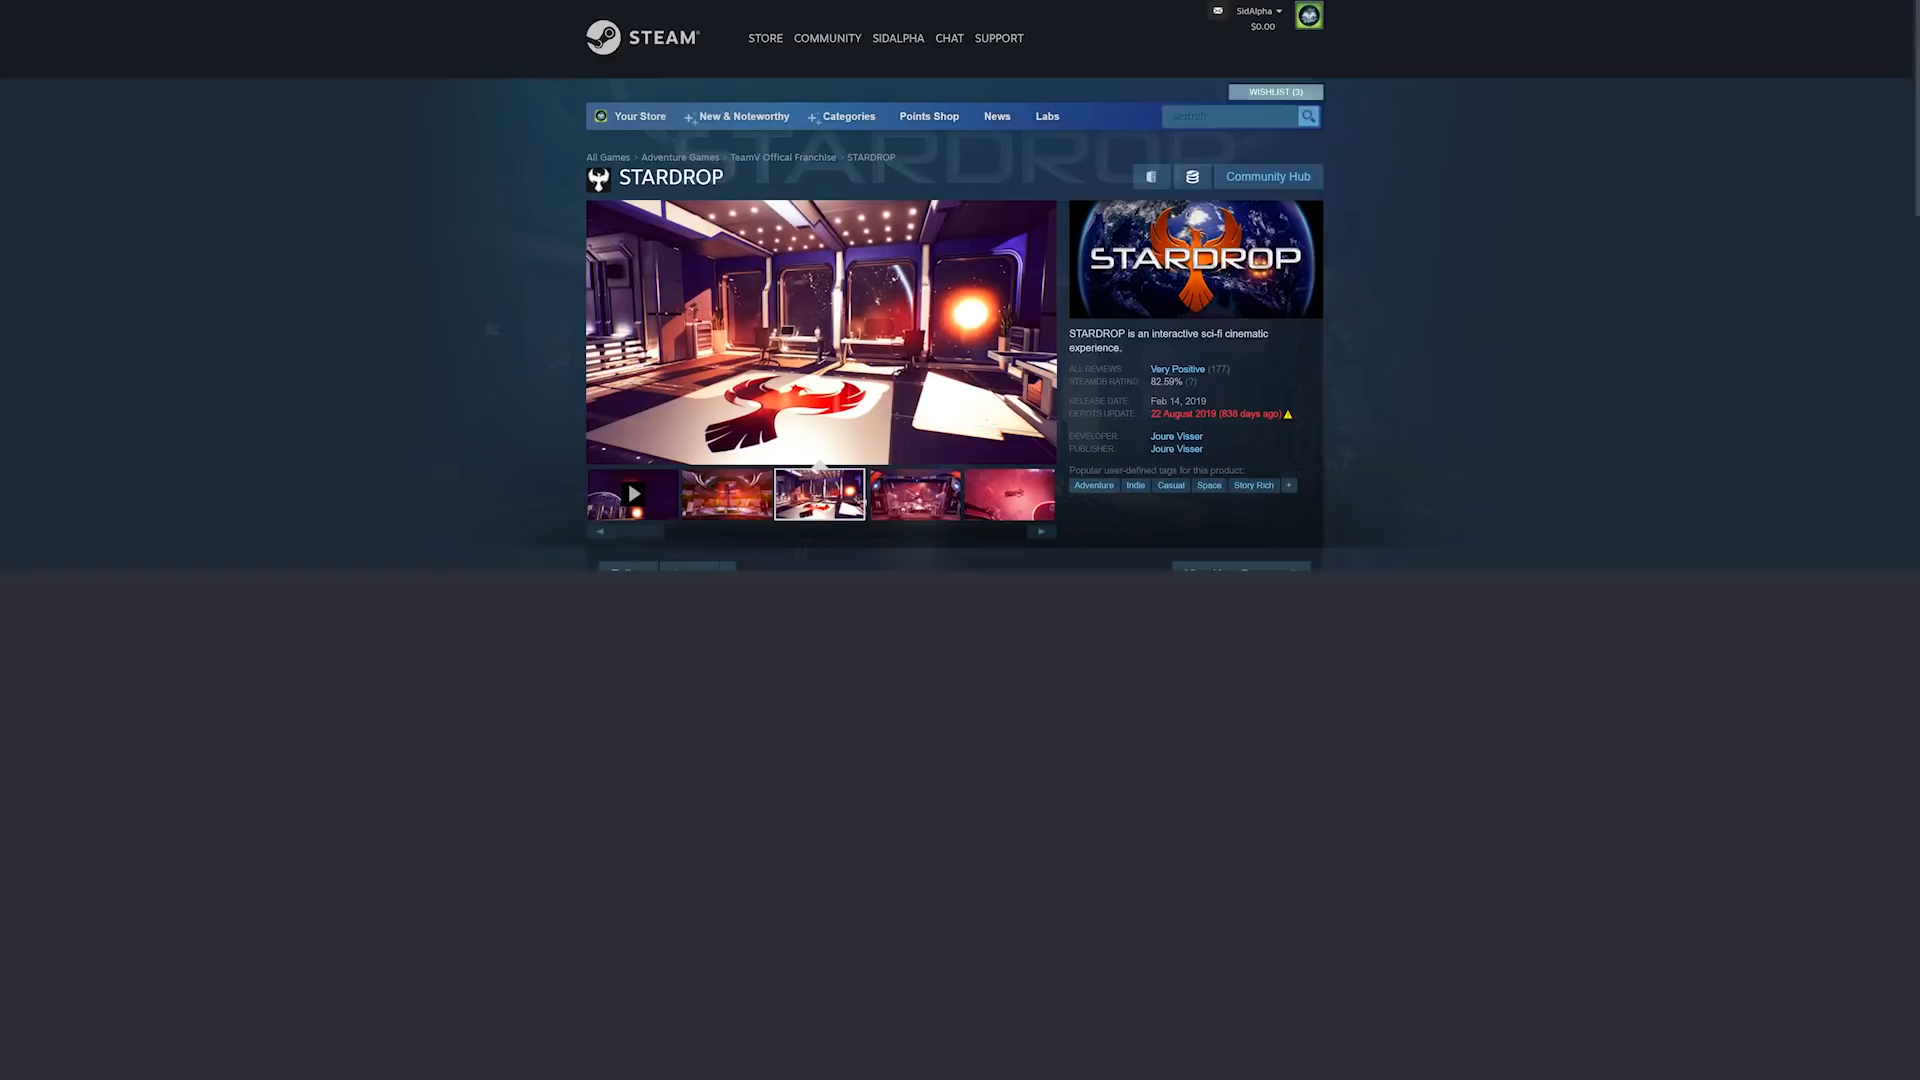 SidAlpha
$0.00
STEAM
STORE COMMUNITY SIDALPHA CHAT SUPPORT
WISHLIST (3)
Your Store New & Noteworthy Categories Points Shop News Labs search
STARDROP
All Games > Adventure Games > TeamV Offical Franchise > STARDROP
STARDROP
Community Hub
STARDROP
STARDROP is an interactive sci-fi cinematic
experience.
ALL REVIEWS: Very Positive (177)
STEAMDB RATING: 82.59% (?)
RELEASE DATE: Feb 14, 2019
DEPOTS UPDATE: 22 August 2019 (838 days ago)
DEVELOPER: Joure Visser
PUBLISHER: Joure Visser
Popular user-defined tags for this product:
Adventure Indie Casual Space Story Rich +